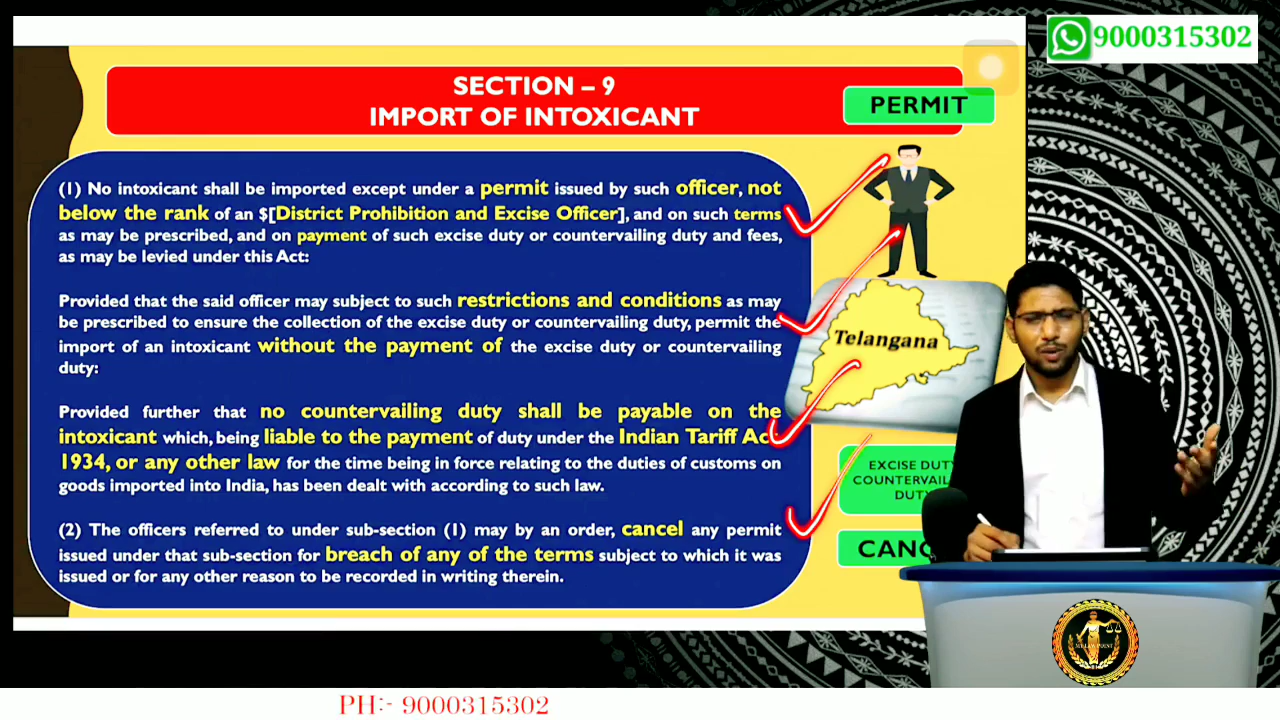 9000315302
SECTION – 9
IMPORT OF INTOXICANT
PERMIT
(1) No intoxicant shall be imported except under a permit issued by such officer, not
below the rank of an $[District Prohibition and Excise Officer], and on such terms
as may be prescribed, and on payment of such excise duty or countervailing duty and fees,
as may be levied under this Act:
Provided that the said officer may subject to such restrictions and conditions as may
be prescribed to ensure the collection of the excise duty or countervailing duty, permit the
import of an intoxicant without the payment of the excise duty or countervailing
duty:
Provided further that no countervailing duty shall be payable on the
intoxicant which, being liable to the payment of duty under the Indian Tariff Ac
1934, or any other law for the time being in force relating to the duties of customs on
goods imported into India, has been dealt with according to such law.
(2) The officers referred to under sub-section (1) may by an order, cancel any permit
issued under that sub-section for breach of any of the terms subject to which it was
issued or for any other reason to be recorded in writing therein.
Telangana
EXCISE DUTY
COUNTERVAIL
DUTY
CANC
PH:- 9000315302